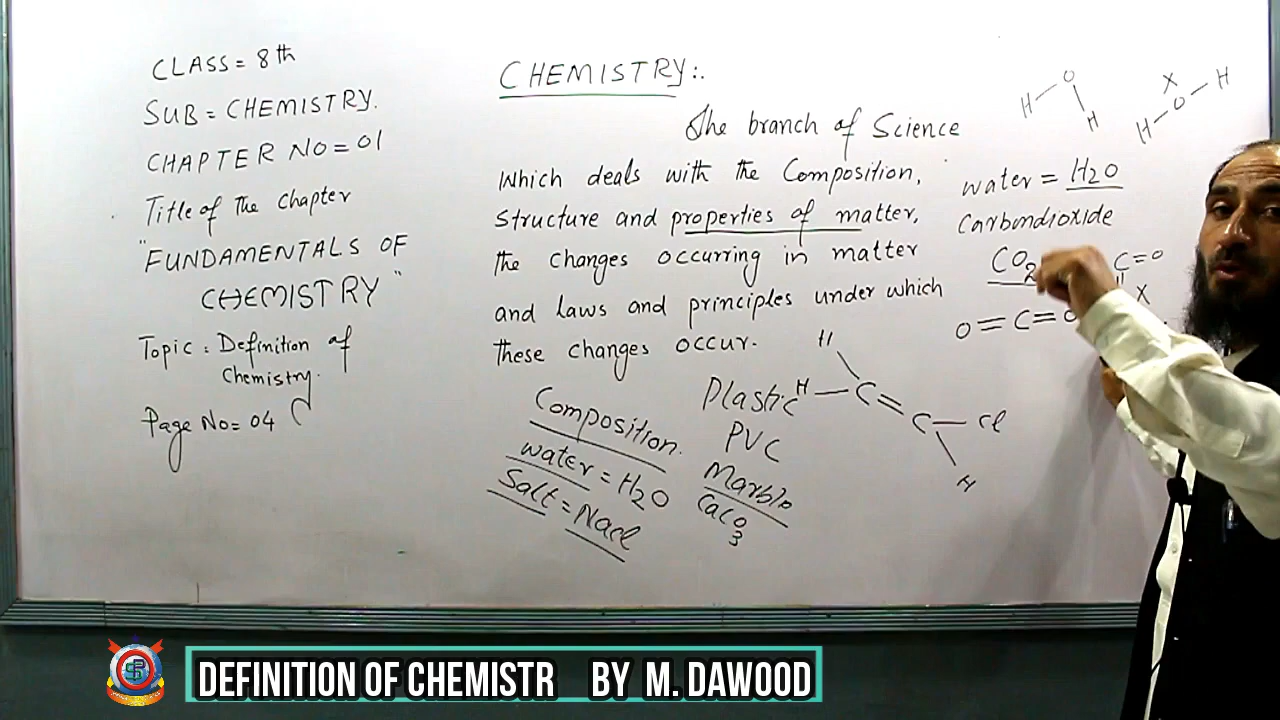 CLASS = 8th
SUB = CHEMISTRY.
CHAPTER NO = 01
Title of the chapter
"FUNDAMENTALS OF
CHEMISTRY"
Topic : Definition of
Chemistry.
Page No = 04
CHEMISTRY:.
The branch of Science
Which deals with the Composition,
Structure and properties of matter,
the changes occurring in matter
and laws and principles under which
these changes occur.
Composition.
water = H2O
Salt = NaCl
Plastic
PVC
Marble
CaCO3
H
H C = C Cl
H
O X H
H H H O
water = H2O
Carbondioxide
CO2 C=O
X
O=C=O
DEFINITION OF CHEMISTR BY M. DAWOOD